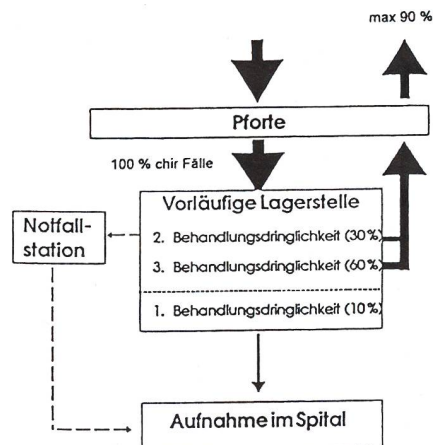 max 90 %
Pforte
100 % chir Fälle
Vorläufige Lagerstelle
Notfall-
station
2. Behandlungsdringlichkeit (30%)
3. Behandlungsdringlichkeit (60%)
1. Behandlungsdringlichkeit (10%)
Aufnahme im Spital